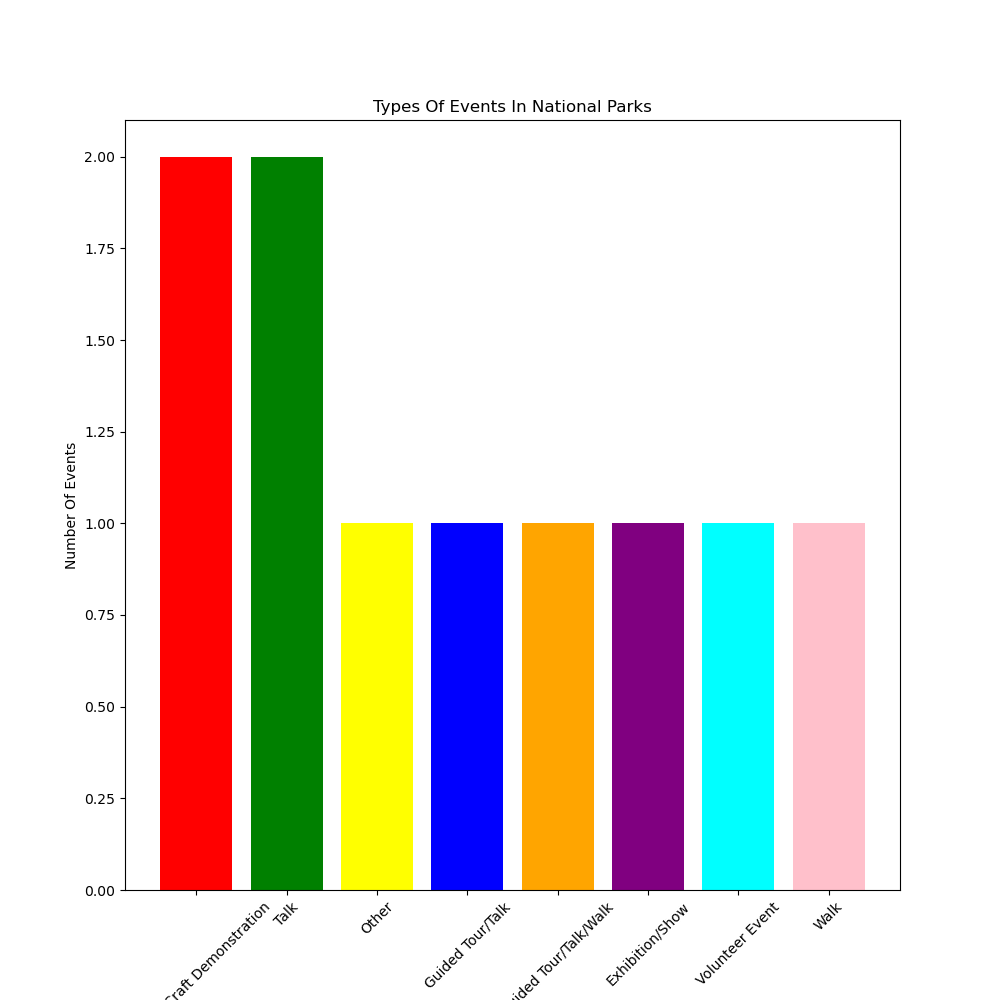 Types Of Events In National Parks
Number Of Events
2.00
1.75
1.50
1.25
1.00
0.75
0.50
0.25
0.00
Craft Demonstration
Talk
Other
Guided Tour/Talk
Tour/Talk/Walk
Exhibition/Show
Volunteer Event
Walk